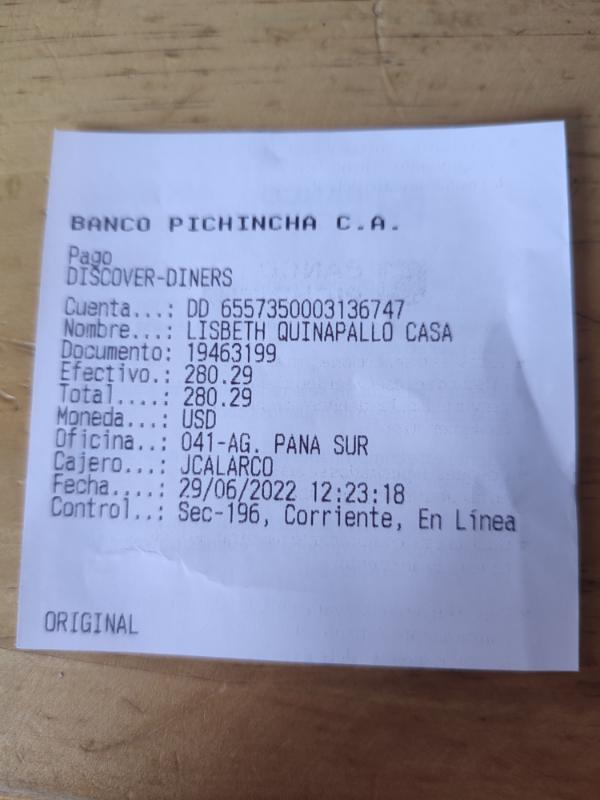 BANCO PICHINCHA C.A.
Pago
DISCOVER-DINERS
Cuenta...: DD 6557350003136747
Nombre...: LISBETH QUINAPALLO CASA
Documento: 19463199
Efectivo.: 280.29
Total....: 280.29
Moneda...: USD
Oficina..: 041-AG. PANA SUR
Cajero...: JCALARCO
Fecha....: 29/06/2022 12:23:18
Control..: Sec-196, Corriente, En Línea
ORIGINAL